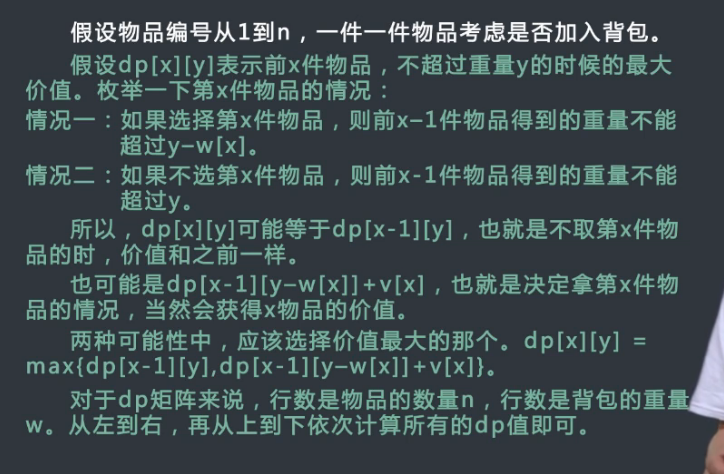 假设物品编号从1到n，一件一件物品考虑是否加入背包。
假设dp[x][y]表示前x件物品，不超过重量y的时候的最大
价值。枚举一下第x件物品的情况：
情况一：如果选择第x件物品，则前x–1件物品得到的重量不能
超过y–w[x]。
情况二：如果不选第x件物品，则前x-1件物品得到的重量不能
超过y。
所以，dp[x][y]可能等于dp[x-1][y]，也就是不取第x件物
品的时，价值和之前一样。
也可能是dp[x-1][y–w[x]]+v[x]，也就是决定拿第x件物
品的情况，当然会获得x物品的价值。
两种可能性中，应该选择价值最大的那个。dp[x][y] =
max{dp[x-1][y],dp[x-1][y–w[x]]+v[x]}。
对于dp矩阵来说，行数是物品的数量n，行数是背包的重量
w。从左到右，再从上到下依次计算所有的dp值即可。